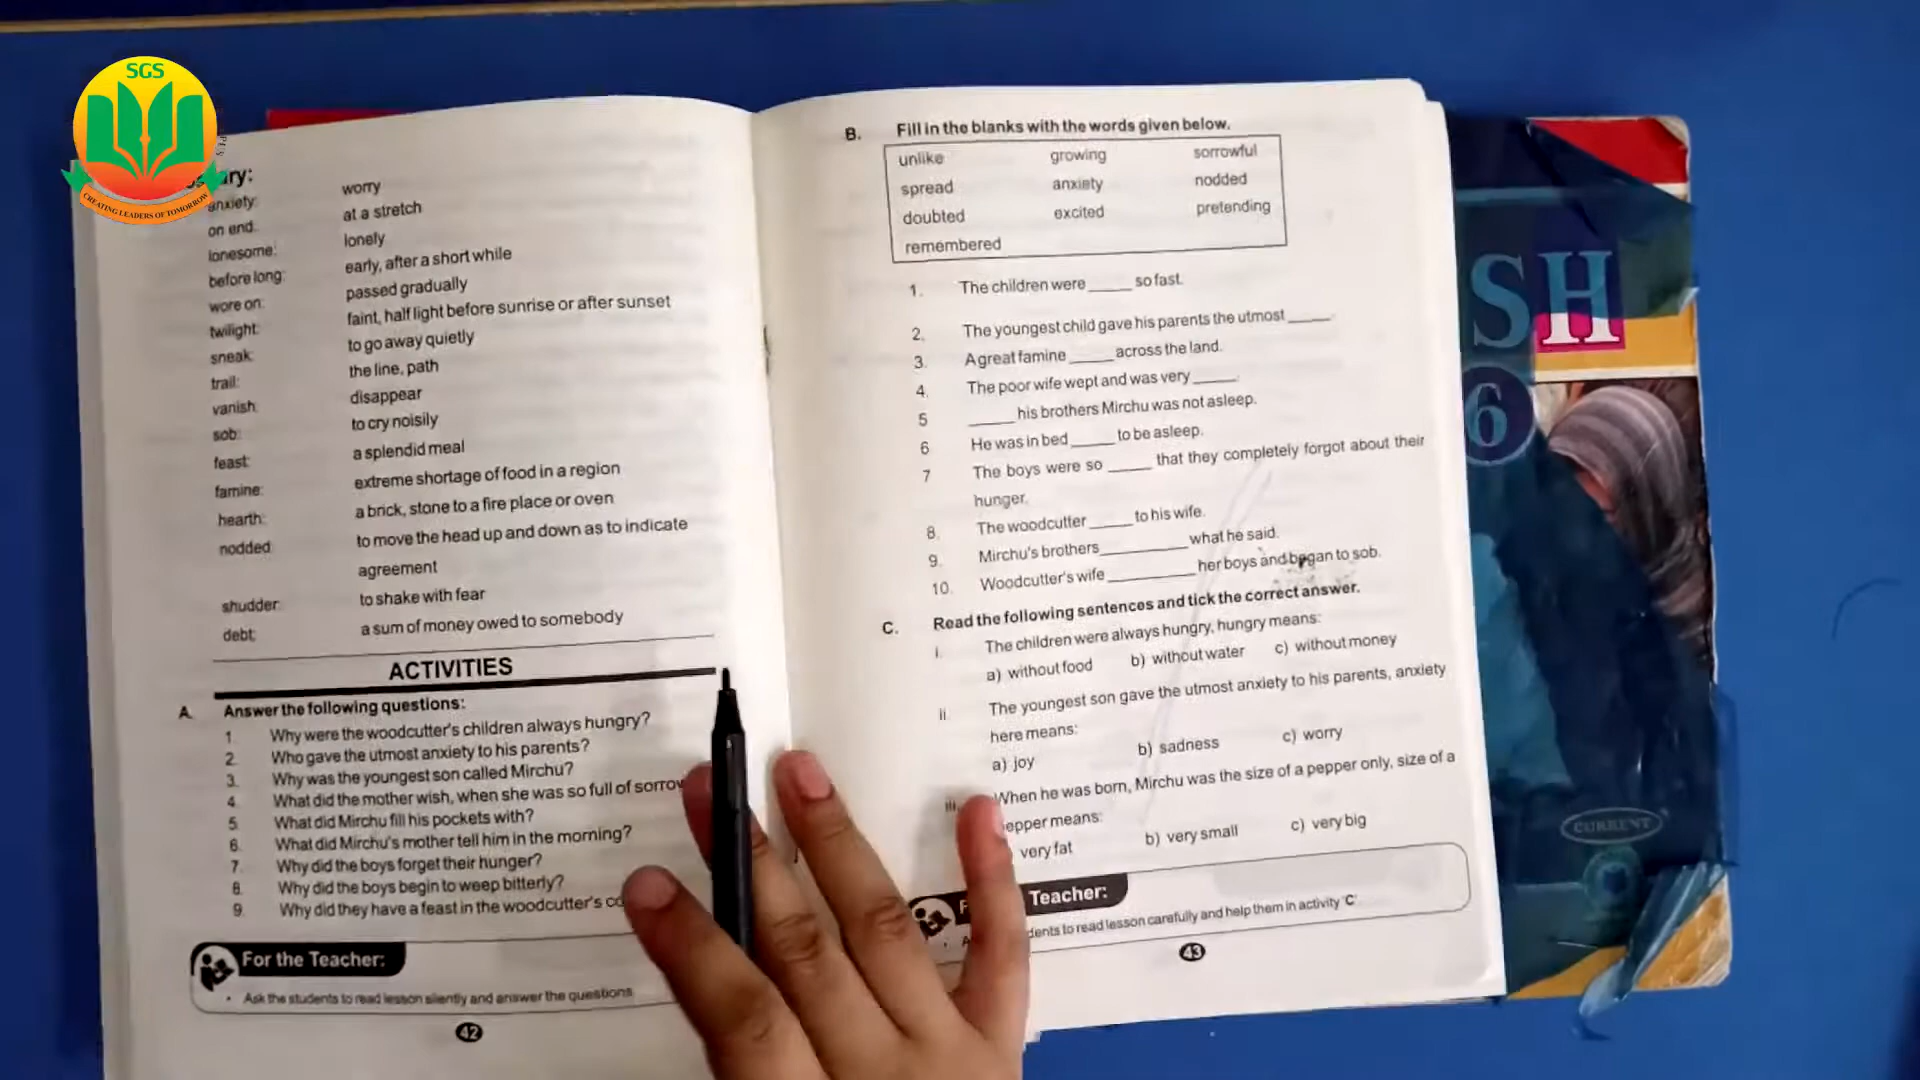 SGS
CREATING LEADERS OF TOMORROW
anxiety: worry
on end: at a stretch
lonesome: lonely
before long: early, after a short while
wore on: passed gradually
twilight: faint, half light before sunrise or after sunset
sneak: to go away quietly
trail: the line, path
vanish: disappear
sob: to cry noisily
feast: a splendid meal
famine: extreme shortage of food in a region
hearth: a brick, stone to a fire place or oven
nodded to move the head up and down as to indicate
agreement
shudder to shake with fear
debt: a sum of money owed to somebody
ACTIVITIES
A. Answer the following questions:
1 Why were the woodcutter's children always hungry?
2. Who gave the utmost anxiety to his parents?
3. Why was the youngest son called Mirchu?
4. What did the mother wish, when she was so full of
5. What did Mirchu fill his pockets with?
6. What did Mirchu's mother tell him in the morning?
7. Why did the boys forget their hunger?
8. Why did the boys begin to weep bitterly?
9. Why did they have a feast in the woodcutter's
For the Teacher:
• Ask the students to read lesson silently and answer the questions
42
B. Fill in the blanks with the words given below.
unlike growing sorrowful
spread anxiety nodded
doubted excited pretending
remembered
1. The children were _____ so fast.
2. The youngest child gave his parents the utmost _____.
3. A great famine _____ across the land.
4. The poor wife wept and was very _____.
5 _____ his brothers Mirchu was not asleep.
6 He was in bed _____ to be asleep.
7 The boys were so _____ that they completely forgot about their
hunger.
8. The woodcutter _____ to his wife.
9. Mirchu's brothers __________ what he said.
10. Woodcutter's wife __________ her boys and began to sob.
C. Read the following sentences and tick the correct answer.
i. The children were always hungry, hungry means:
a) without food b) without water c) without money
ii. The youngest son gave the utmost anxiety to his parents, anxiety
here means:
a) joy b) sadness c) worry
iii. When he was born, Mirchu was the size of a pepper only, size of a
epper means:
very fat b) very small c) very big
F Teacher:
• A dents to read lesson carefully and help them in activity 'C'
43
SH
6
CURRENT